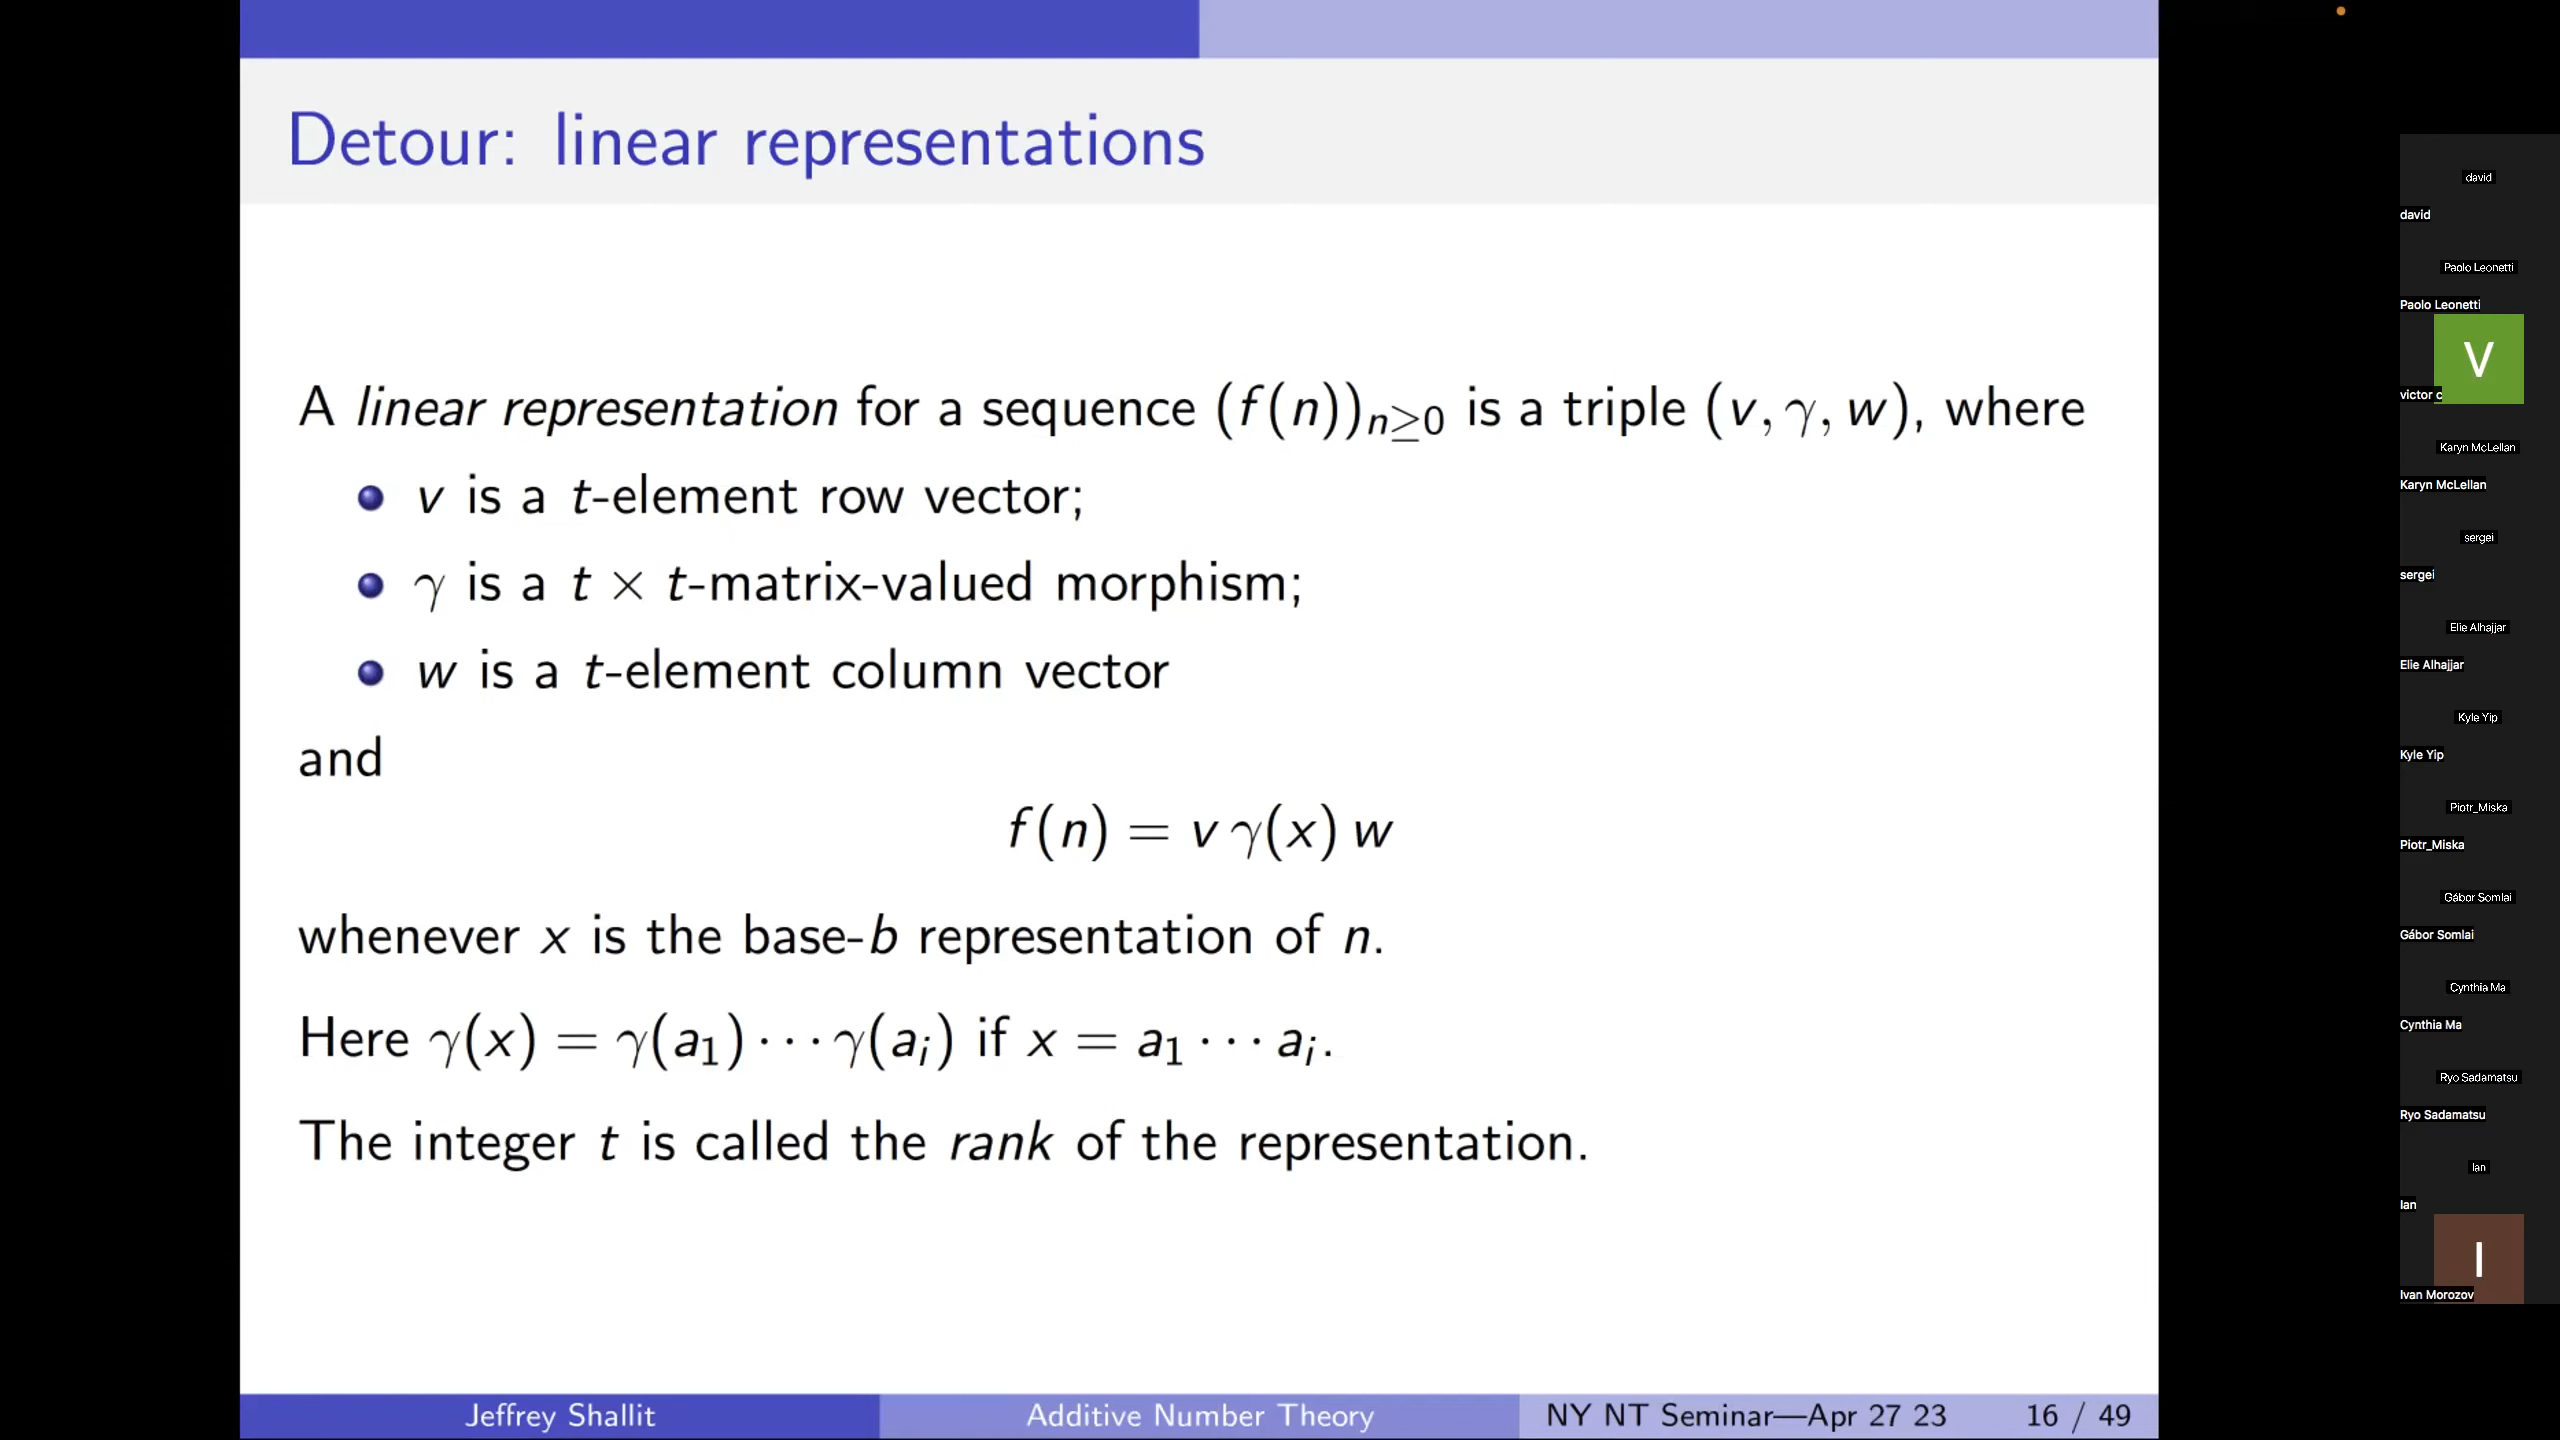 Detour: linear representations
A linear representation for a sequence (f(n))ₙ≥₀ is a triple (v, γ, w), where
v is a t-element row vector;
γ is a t × t-matrix-valued morphism;
w is a t-element column vector
and
f(n) = v γ(x) w
whenever x is the base-b representation of n.
Here γ(x) = γ(a₁) · · · γ(aᵢ) if x = a₁ · · · aᵢ.
The integer t is called the rank of the representation.
Jeffrey Shallit
Additive Number Theory
NY NT Seminar—Apr 27 23
16 / 49
david
david
Paolo Leonetti
Paolo Leonetti
V
victor c
Karyn McLellan
Karyn McLellan
sergei
sergei
Elie Alhajjar
Elie Alhajjar
Kyle Yip
Kyle Yip
Piotr_Miska
Piotr_Miska
Gábor Somlai
Gábor Somlai
Cynthia Ma
Cynthia Ma
Ryo Sadamatsu
Ryo Sadamatsu
Ian
Ian
I
Ivan Morozov